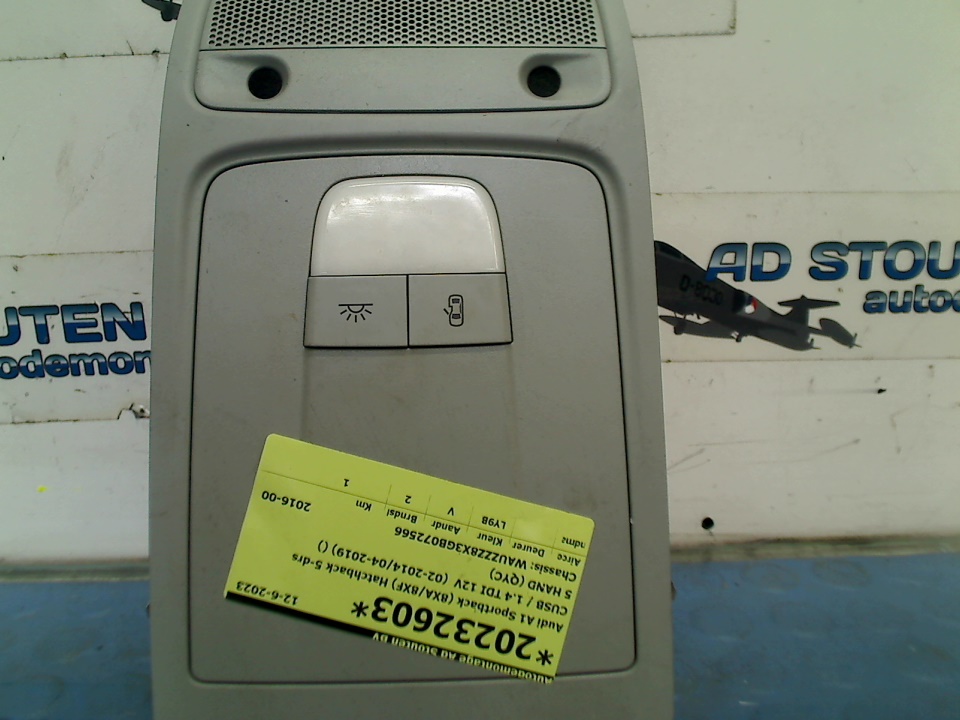 AD STOU
autod
UTEN
odemon
Autodemontage Ad Stouten BV
*20232603*
12-6-2023
Audi A1 Sportback (8XA/8XF) Hatchback 5-drs
CUSB / 1.4 TDI 12V (02-2014/04-2019) ()
5 HAND (QYC)
Chassis: WAUZZZ8X3GB072566
Airco Deuren Kleur Aandr Brndst Km
ndmt LY9B V 2 1
2016-00